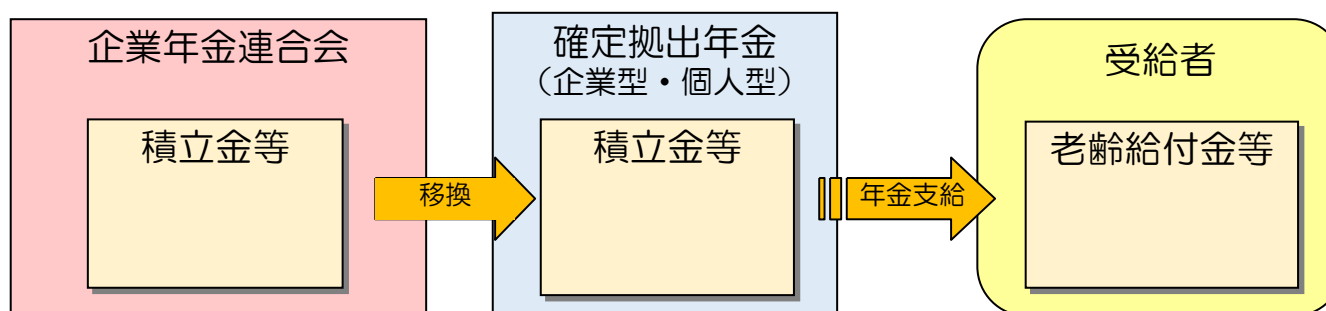 企業年金連合会
積立金等
移換
確定拠出年金
（企業型・個人型）
積立金等
年金支給
受給者
老齢給付金等